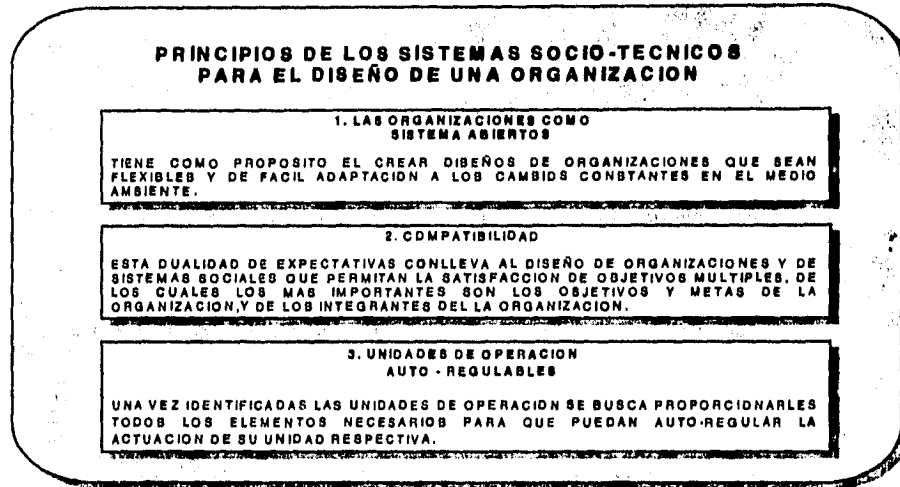 PRINCIPIOS DE LOS SISTEMAS SOCIO-TECNICOS
PARA EL DISEÑO DE UNA ORGANIZACION
1. LAS ORGANIZACIONES COMO
SISTEMA ABIERTOS
TIENE COMO PROPOSITO EL CREAR DISEÑOS DE ORGANIZACIONES QUE SEAN
FLEXIBLES Y DE FACIL ADAPTACION A LOS CAMBIOS CONSTANTES EN EL MEDIO
AMBIENTE.
2. COMPATIBILIDAD
ESTA DUALIDAD DE EXPECTATIVAS CONLLEVA AL DISEÑO DE ORGANIZACIONES Y DE
SISTEMAS SOCIALES QUE PERMITAN LA SATISFACCION DE OBJETIVOS MULTIPLES, DE
LOS CUALES LOS MAS IMPORTANTES SON LOS OBJETIVOS Y METAS DE LA
ORGANIZACION,Y DE LOS INTEGRANTES DEL LA ORGANIZACION.
3. UNIDADES DE OPERACION
AUTO - REGULABLES
UNA VEZ IDENTIFICADAS LAS UNIDADES DE OPERACION SE BUSCA PROPORCIONARLES
TODOS LOS ELEMENTOS NECESARIOS PARA QUE PUEDAN AUTO-REGULAR LA
ACTUACION DE SU UNIDAD RESPECTIVA.